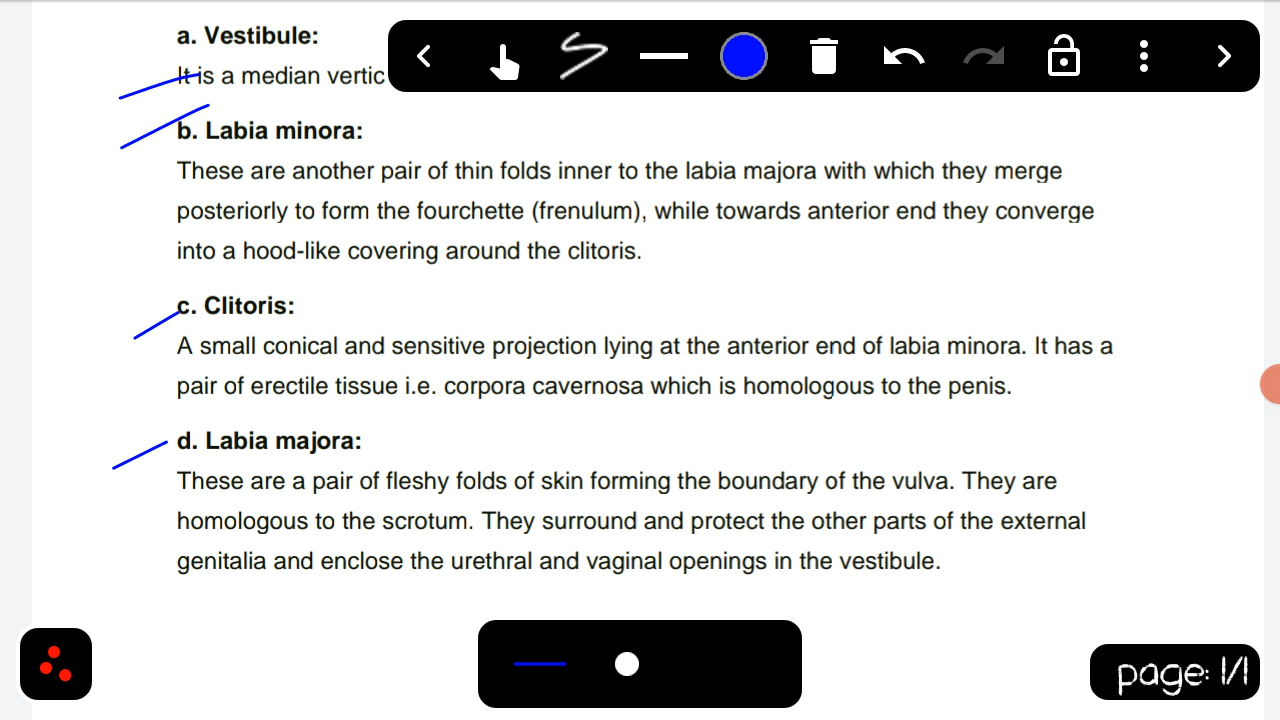 a. Vestibule:
It is a median vertic
b. Labia minora:
These are another pair of thin folds inner to the labia majora with which they merge
posteriorly to form the fourchette (frenulum), while towards anterior end they converge
into a hood-like covering around the clitoris.
c. Clitoris:
A small conical and sensitive projection lying at the anterior end of labia minora. It has a
pair of erectile tissue i.e. corpora cavernosa which is homologous to the penis.
d. Labia majora:
These are a pair of fleshy folds of skin forming the boundary of the vulva. They are
homologous to the scrotum. They surround and protect the other parts of the external
genitalia and enclose the urethral and vaginal openings in the vestibule.
page: 1/1